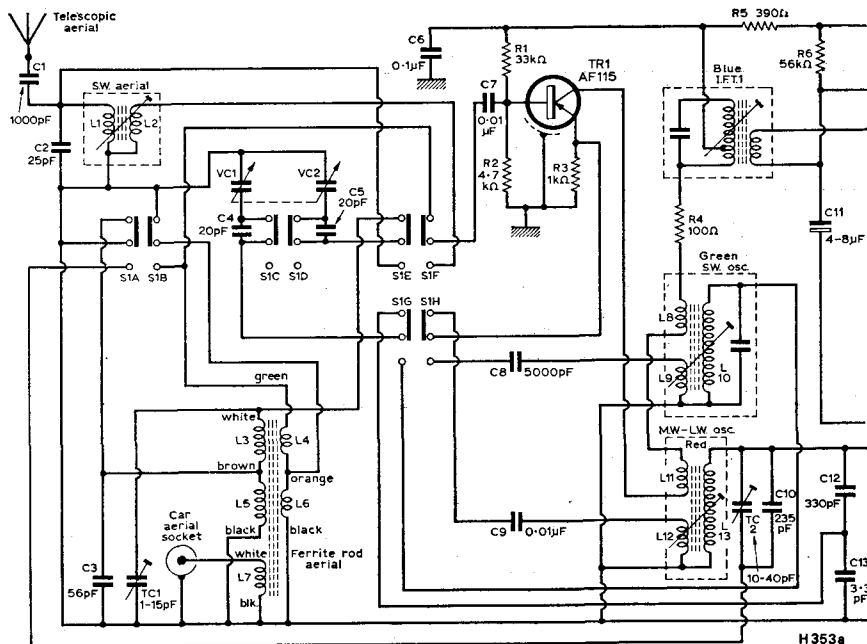 Telescopic
aerial
C1
1000pF
S.W. aerial
L1
L2
C2
25pF
C6
0·1µF
R1
33kΩ
TR1
AF115
C7
0·01
µF
R2
4·7
kΩ
R3
1kΩ
R5 390Ω
R6
56kΩ
Blue
I.F.T.1
VC1
VC2
C4
20pF
C5
20pF
S1A
S1B
S1C
S1D
S1E
S1F
S1G
S1H
R4
100Ω
C11
4-8µF
Green
S.W. osc.
L8
L9
L
10
C8
5000pF
green
white
L3
L4
brown
orange
L5
L6
black
black
Car
aerial
socket
white
L7
blk.
Ferrite rod
aerial
C3
56pF
TC1
1-15pF
C9
0·01µF
M.W-L.W. osc.
Red
L11
L12
L
13
TC
2
C10
235
pF
10-40pF
C12
330pF
C13
pF
H353a